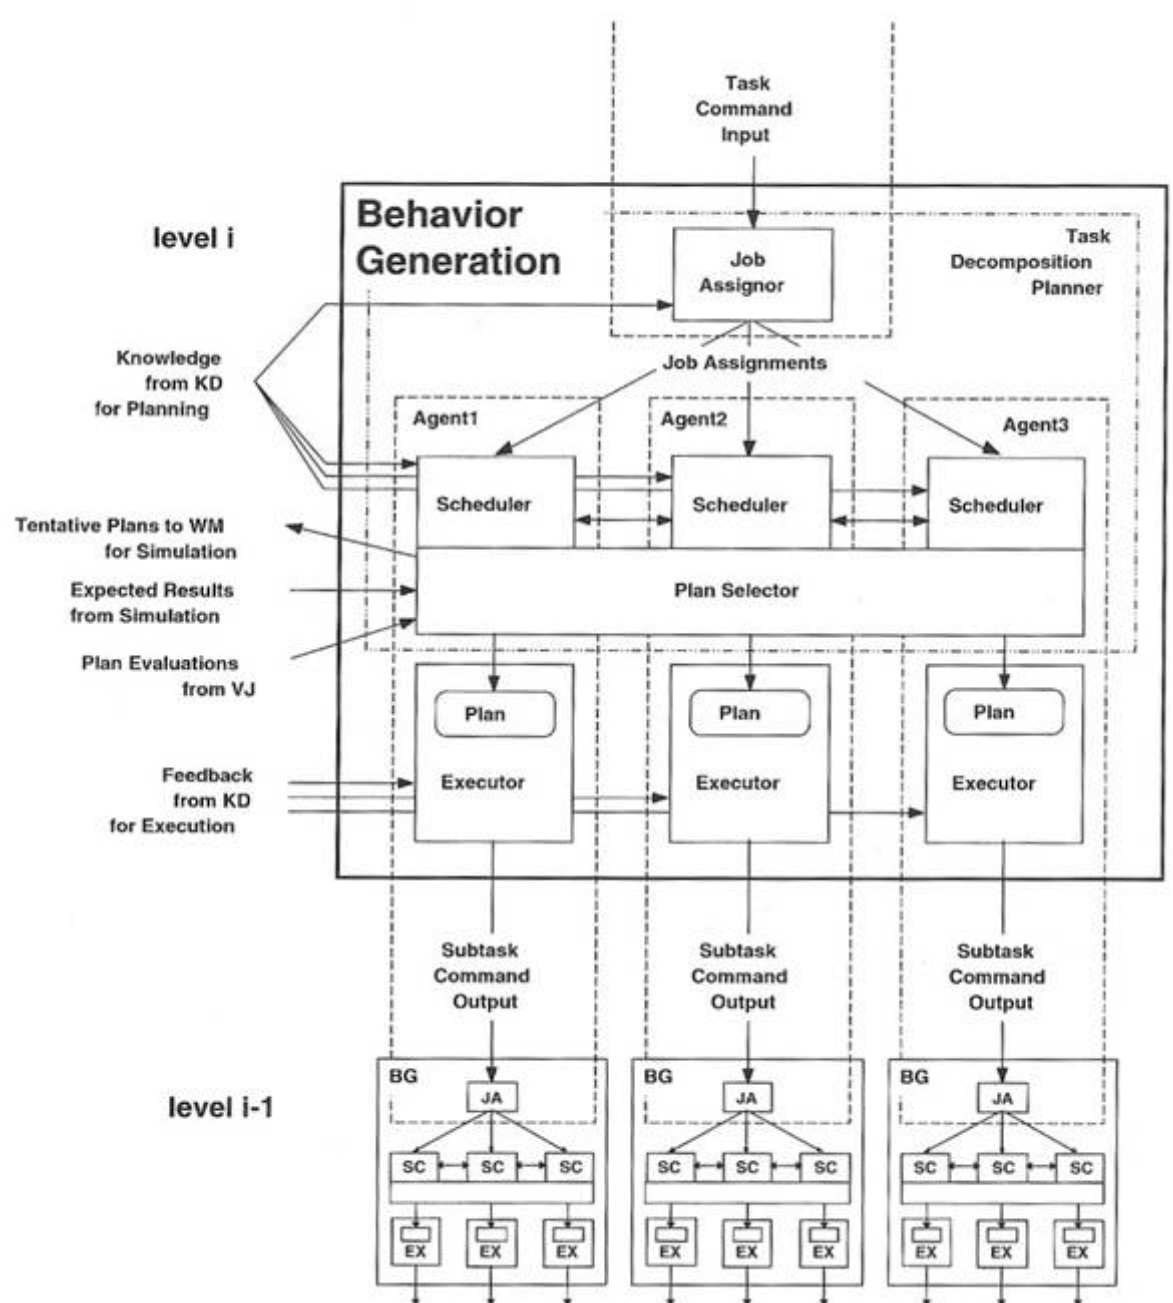 Task
Command
Input
Behavior
Generation
level i
Job
Assignor
Task
Decomposition
Planner
Knowledge
from KD
for Planning
Job Assignments
Agent1
Agent2
Agent3
Scheduler
Scheduler
Scheduler
Tentative Plans to WM
for Simulation
Expected Results
from Simulation
Plan Selector
Plan Evaluations
from VJ
Plan
Plan
Plan
Feedback
from KD
for Execution
Executor
Executor
Executor
Subtask
Command
Output
Subtask
Command
Output
Subtask
Command
Output
level i-1
BG
JA
SC
SC
SC
EX
EX
EX
BG
JA
SC
SC
SC
EX
EX
EX
BG
JA
SC
SC
SC
EX
EX
EX